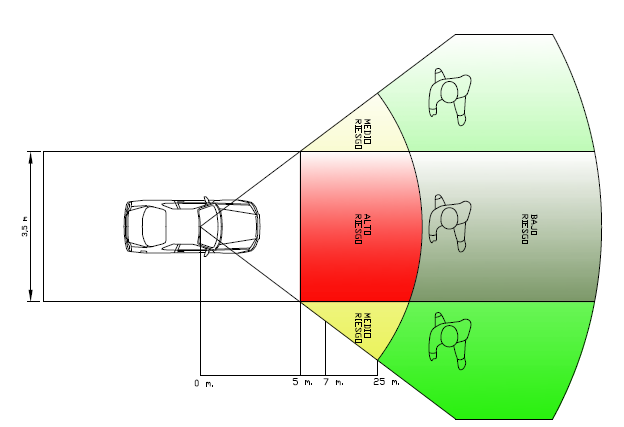 MEDIO
RIESGO
3,5 m
ALTO
RIESGO
BAJO
RIESGO
MEDIO
RIESGO
0 m.
5 m.
7 m.
25 m.